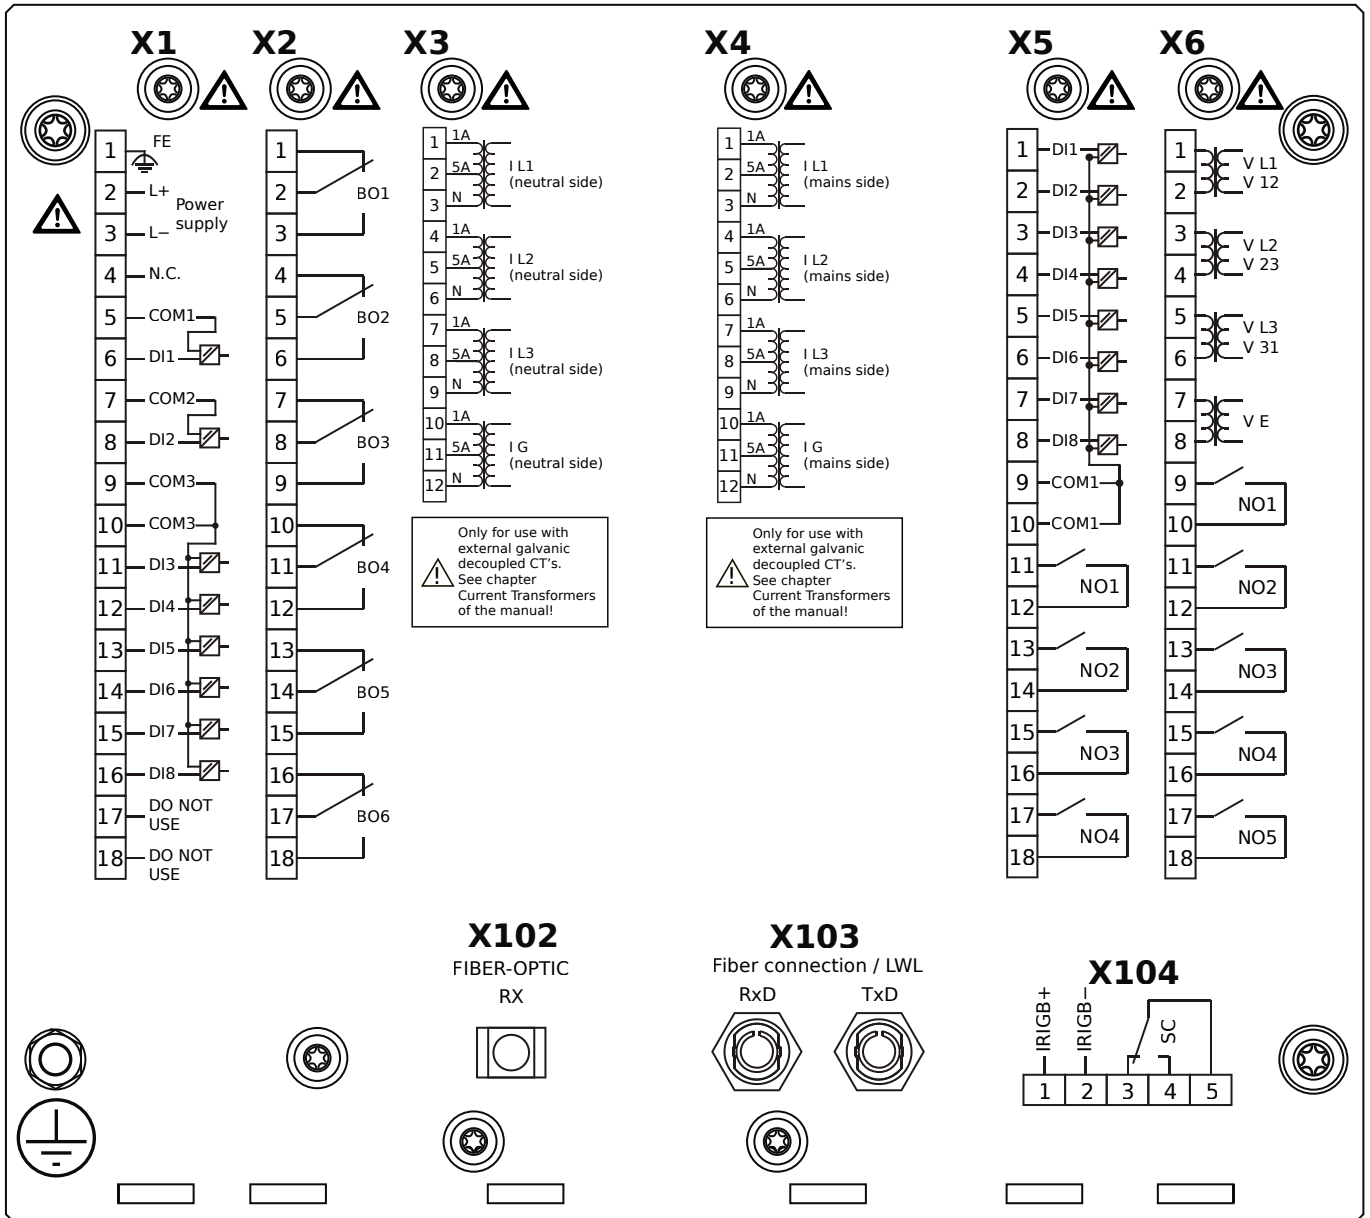 X1
1
FE
2
L+
Power
supply
3
L−
4
N.C.
5
COM1
6
DI1
7
COM2
8
DI2
9
COM3
10
COM3
11
DI3
12
DI4
13
DI5
14
DI6
15
DI7
16
DI8
17
DO NOT
USE
18
DO NOT
USE
X2
1
2
BO1
3
4
5
BO2
6
7
8
BO3
9
10
11
BO4
12
13
14
BO5
15
16
17
BO6
18
X3
1
1A
2
5A
3
N
I L1
(neutral side)
4
1A
5
5A
6
N
I L2
(neutral side)
7
1A
8
5A
9
N
I L3
(neutral side)
10
1A
11
5A
12
N
I G
(neutral side)
Only for use with
external galvanic
decoupled CT’s.
See chapter
Current Transformers
of the manual!
X4
1
1A
2
5A
3
N
I L1
(mains side)
4
1A
5
5A
6
N
I L2
(mains side)
7
1A
8
5A
9
N
I L3
(mains side)
10
1A
11
5A
12
N
I G
(mains side)
Only for use with
external galvanic
decoupled CT’s.
See chapter
Current Transformers
of the manual!
X5
1
DI1
2
DI2
3
DI3
4
DI4
5
DI5
6
DI6
7
DI7
8
DI8
9
COM1
10
COM1
11
NO1
12
13
NO2
14
15
NO3
16
17
NO4
18
X6
1
V L1
V 12
2
3
V L2
V 23
4
5
V L3
V 31
6
7
V E
8
9
NO1
10
11
NO2
12
13
NO3
14
15
NO4
16
17
NO5
18
X102
FIBER-OPTIC
RX
X103
Fiber connection / LWL
RxD TxD
X104
IRIGB+
IRIGB−
SC
1 2 3 4 5